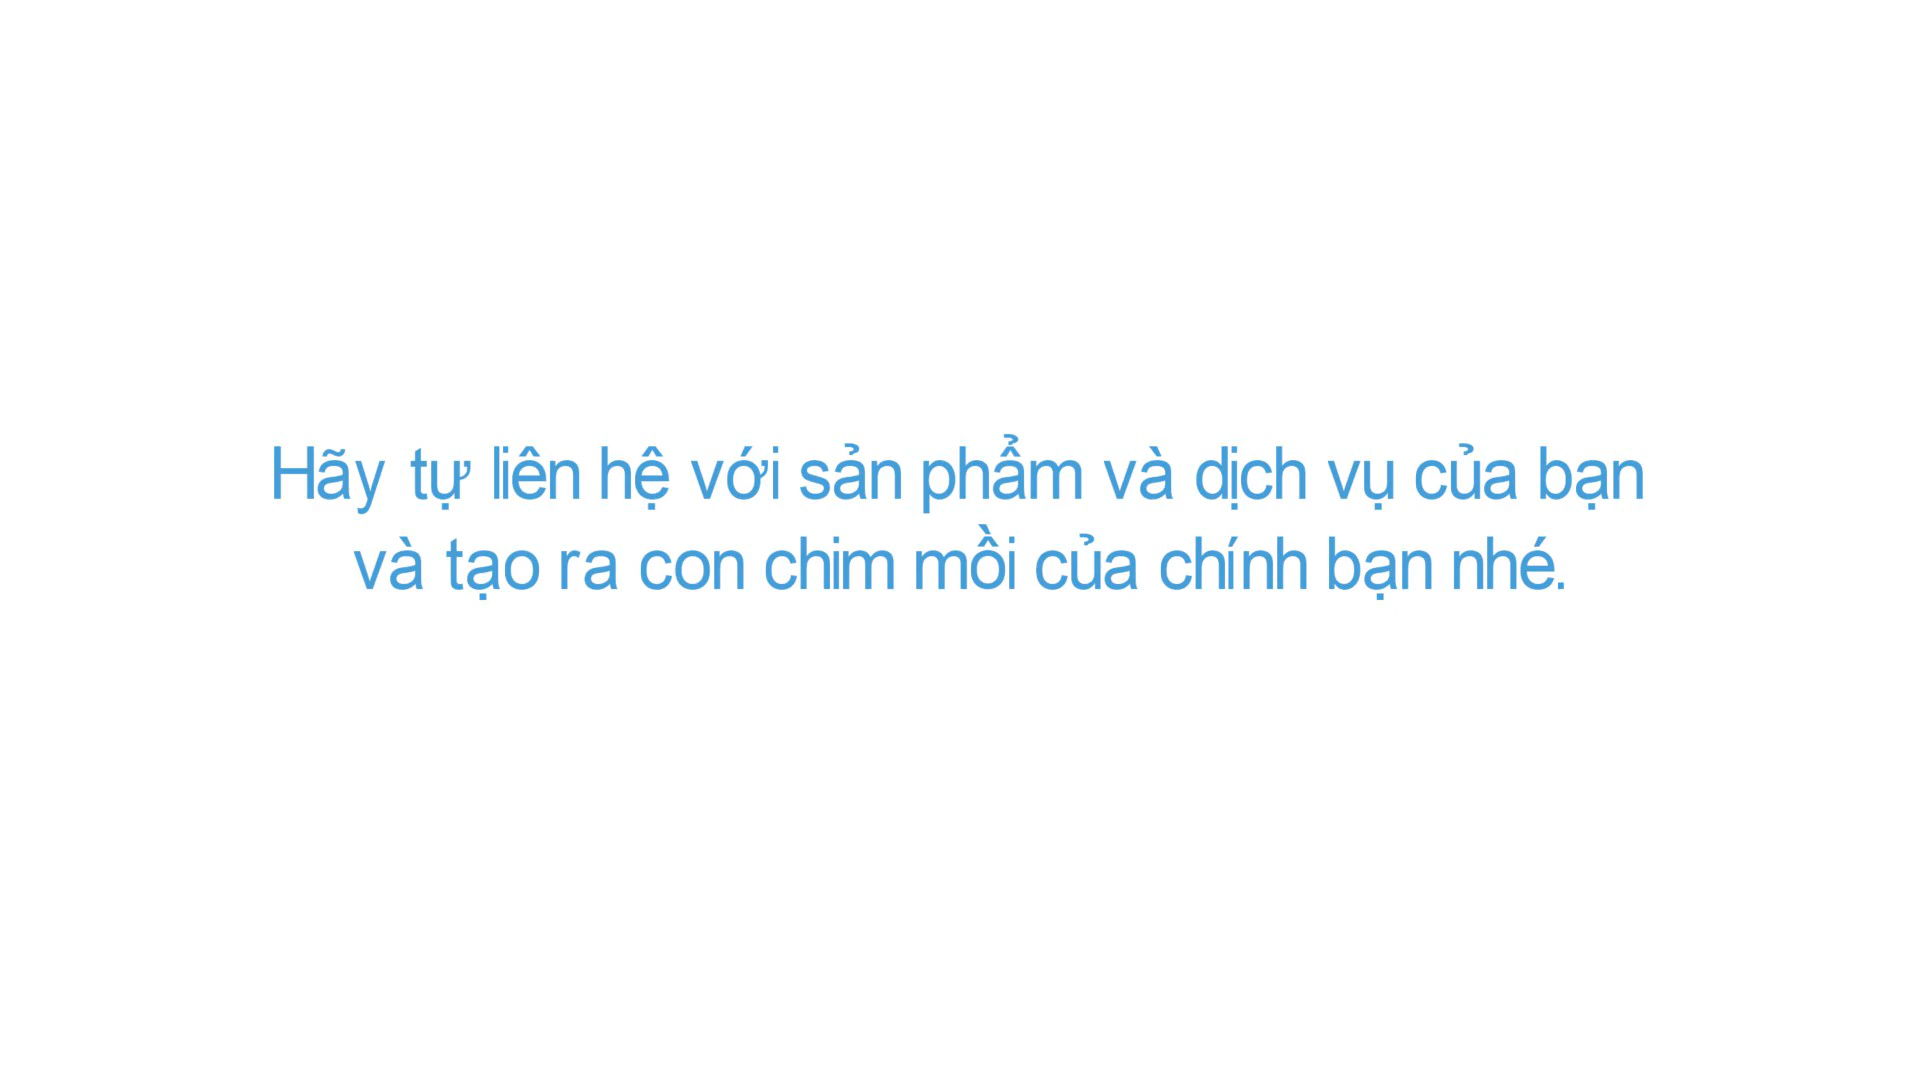 Hãy tự liên hệ với sản phẩm và dịch vụ của bạn
và tạo ra con chim mồi của chính bạn nhé.